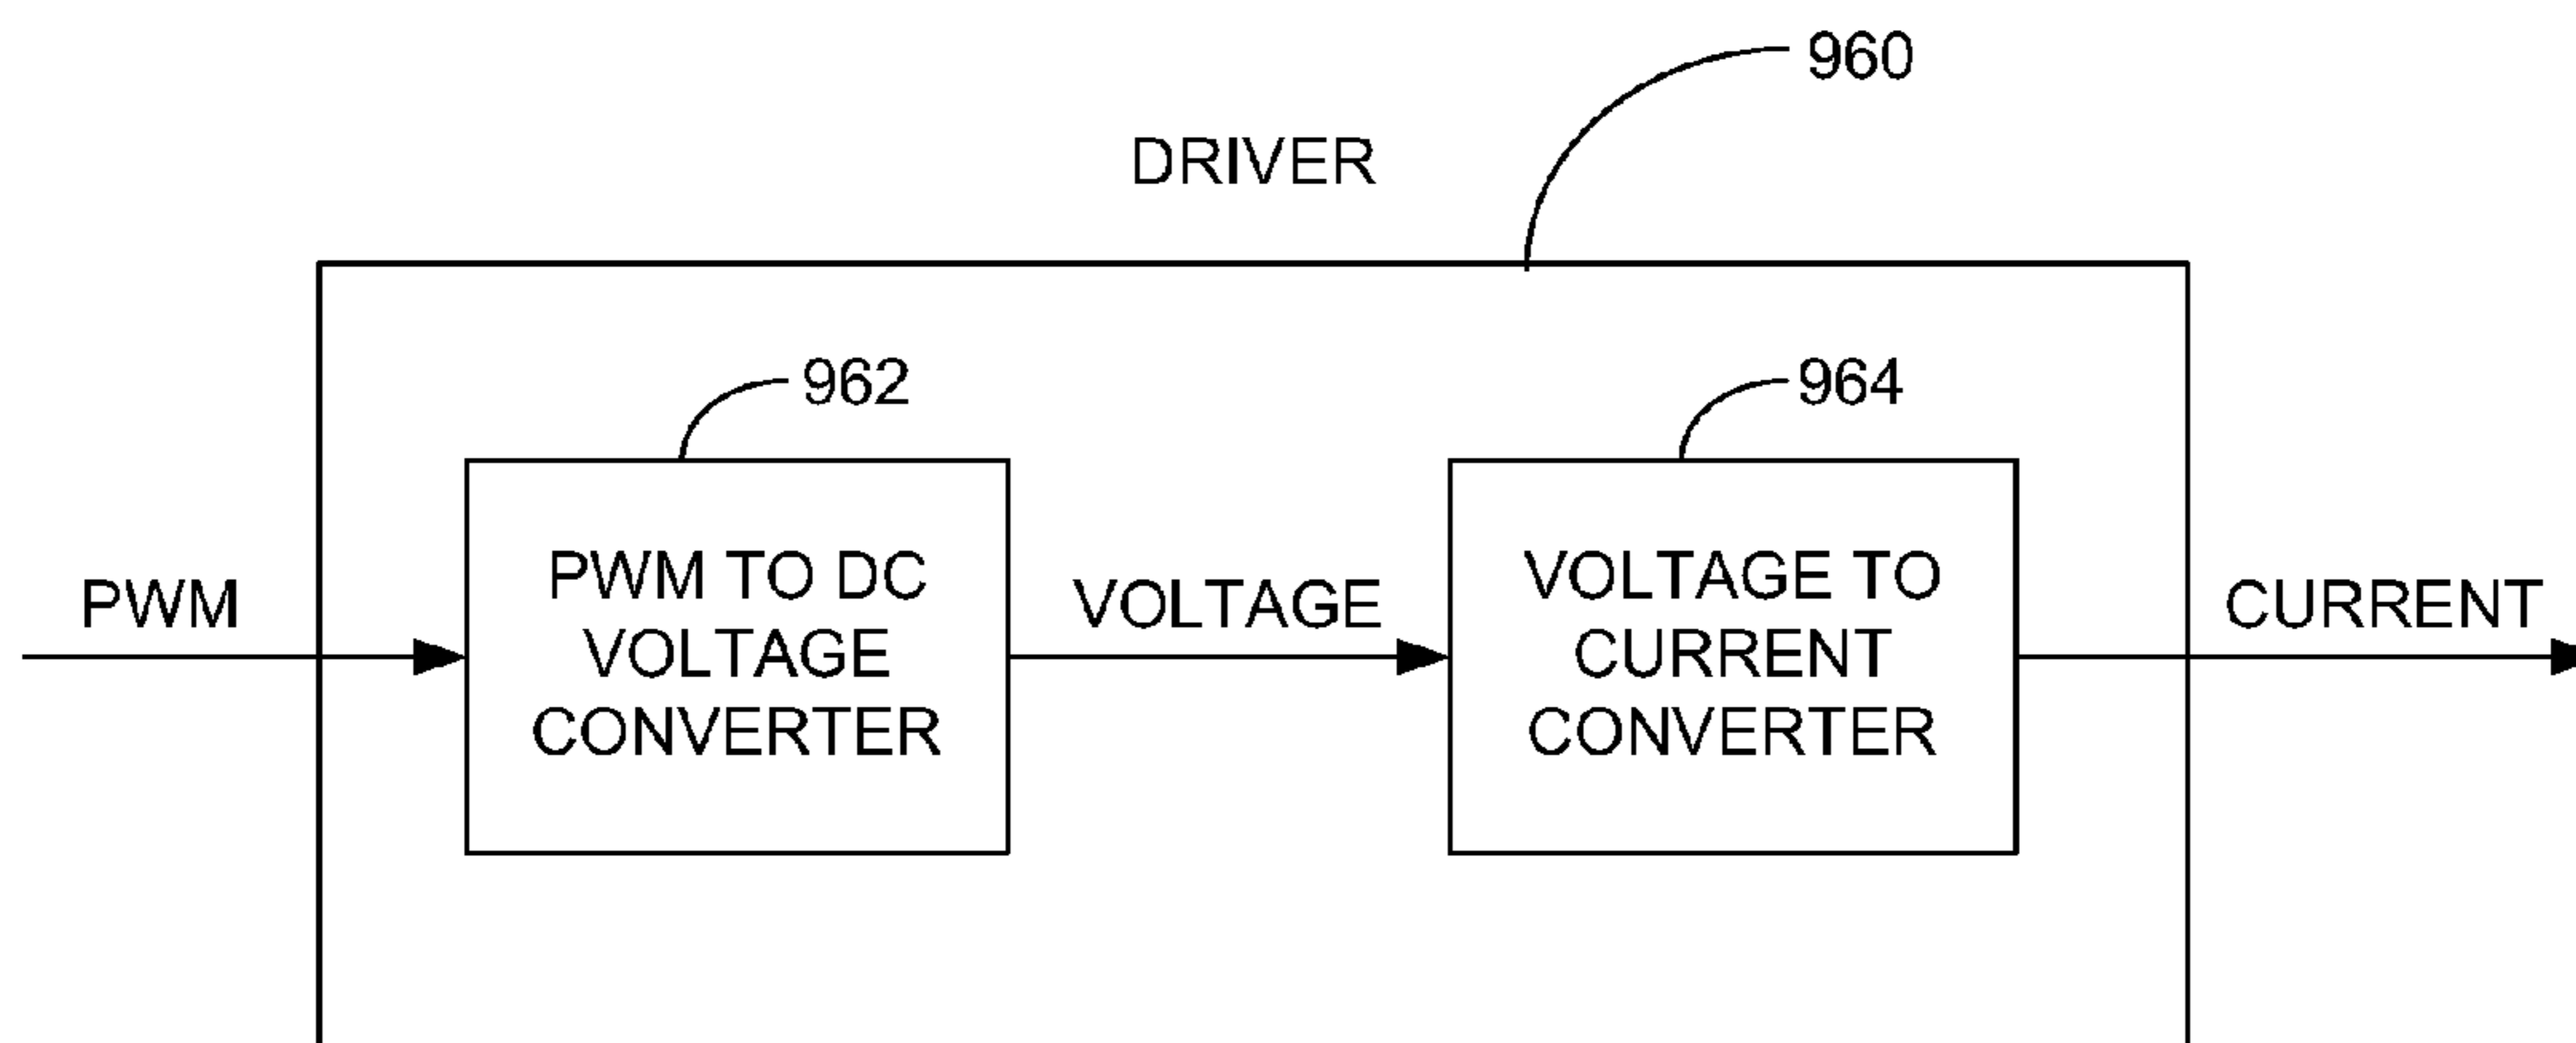 960
DRIVER
962
964
PWM
PWM TO DC
VOLTAGE
CONVERTER
VOLTAGE
VOLTAGE TO
CURRENT
CONVERTER
CURRENT